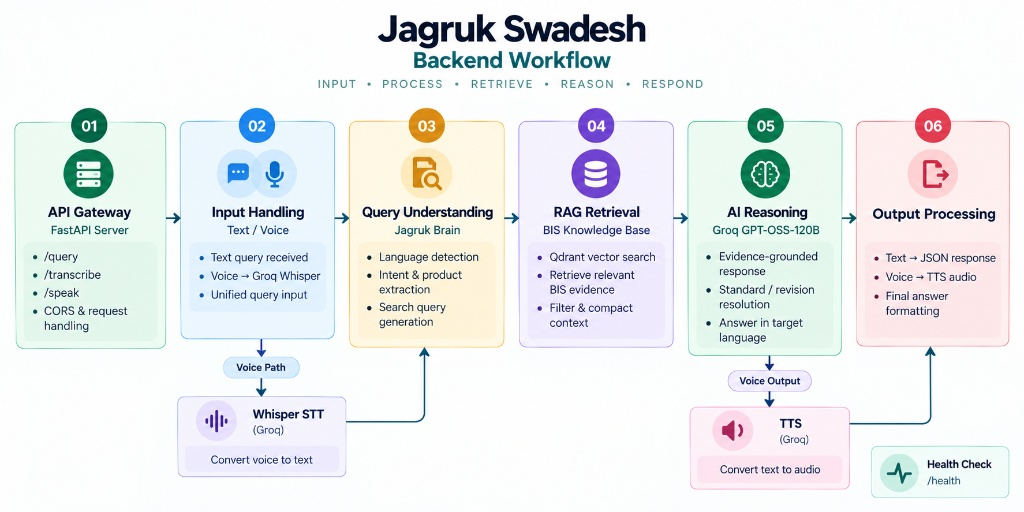 Jagruk Swadesh
Backend Workflow
INPUT • PROCESS • RETRIEVE • REASON • RESPOND
01
API Gateway
FastAPI Server
• /query
• /transcribe
• /speak
• CORS & request
handling
02
Input Handling
Text / Voice
• Text query received
• Voice → Groq Whisper
• Unified query input
Voice Path
Whisper STT
(Groq)
Convert voice to text
03
Query Understanding
Jagruk Brain
• Language detection
• Intent & product
extraction
• Search query
generation
04
RAG Retrieval
BIS Knowledge Base
• Qdrant vector search
• Retrieve relevant
BIS evidence
• Filter & compact
context
05
AI Reasoning
Groq GPT-OSS-120B
• Evidence-grounded
response
• Standard / revision
resolution
• Answer in target
language
Voice Output
TTS
(Groq)
Convert text to audio
06
Output Processing
• Text → JSON response
• Voice → TTS audio
• Final answer
formatting
Health Check
/health